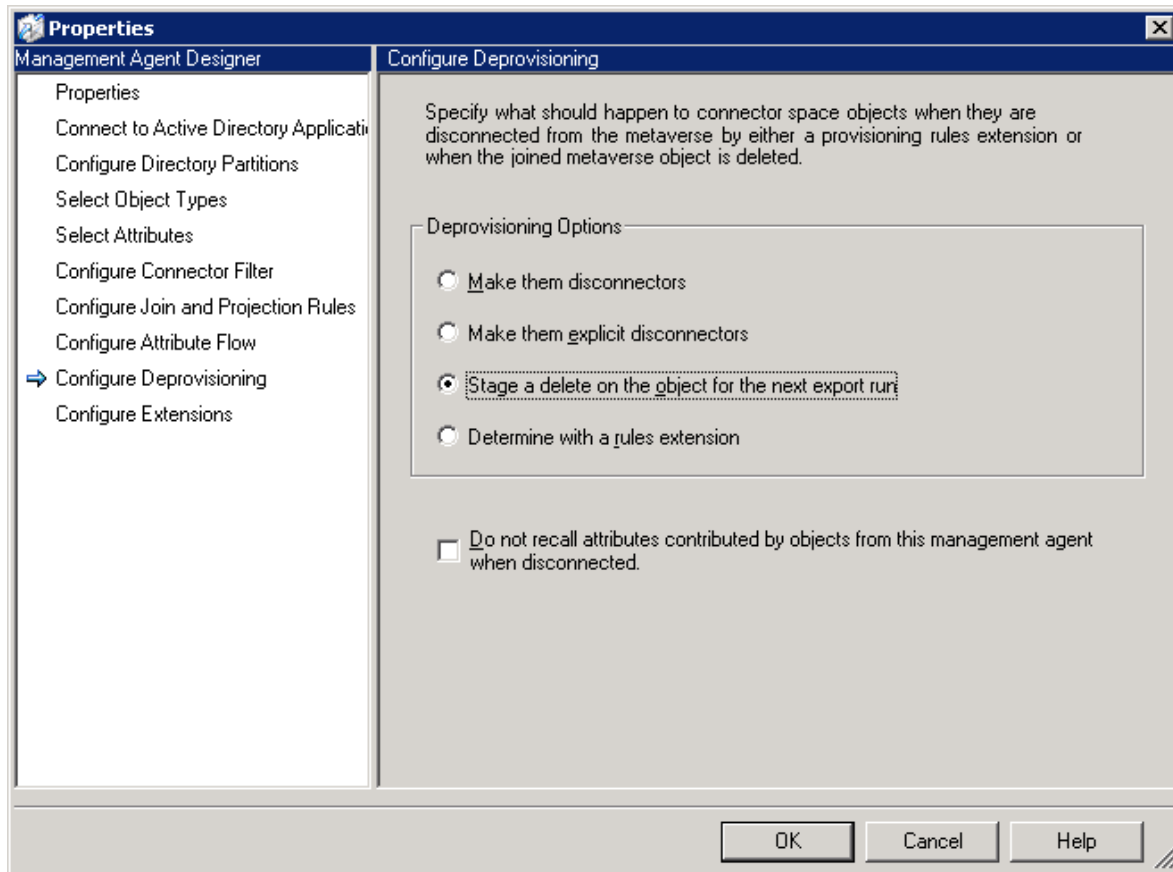 Properties
Management Agent Designer
Configure Deprovisioning
Properties
Connect to Active Directory Applicati
Configure Directory Partitions
Select Object Types
Select Attributes
Configure Connector Filter
Configure Join and Projection Rules
Configure Attribute Flow
Configure Deprovisioning
Configure Extensions
Specify what should happen to connector space objects when they are
disconnected from the metaverse by either a provisioning rules extension or
when the joined metaverse object is deleted.
Deprovisioning Options
Make them disconnectors
Make them explicit disconnectors
Stage a delete on the object for the next export run
Determine with a rules extension
Do not recall attributes contributed by objects from this management agent
when disconnected.
OK
Cancel
Help